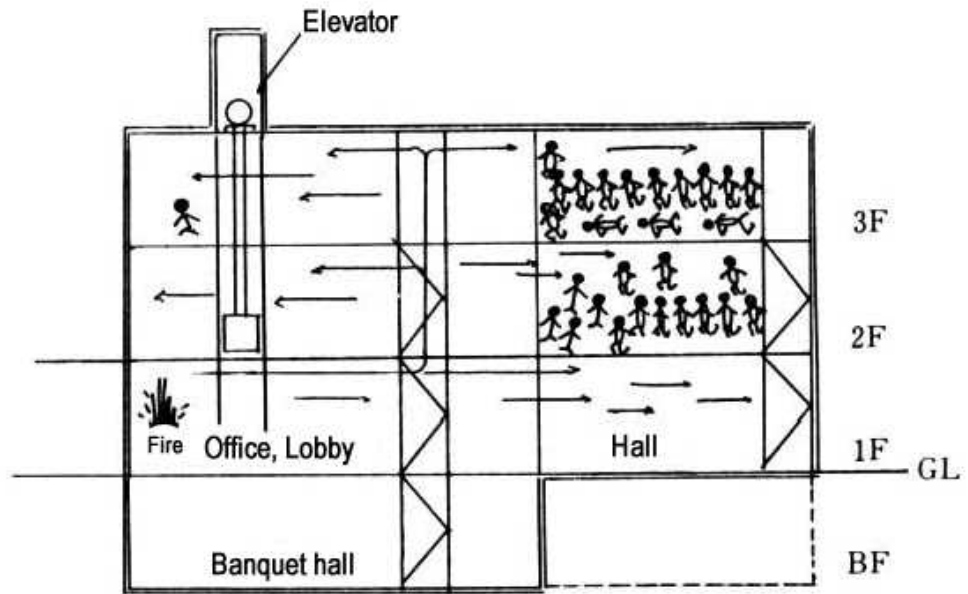 Elevator
3F
2F
Fire
Office, Lobby
Hall
1F
GL
Banquet hall
BF